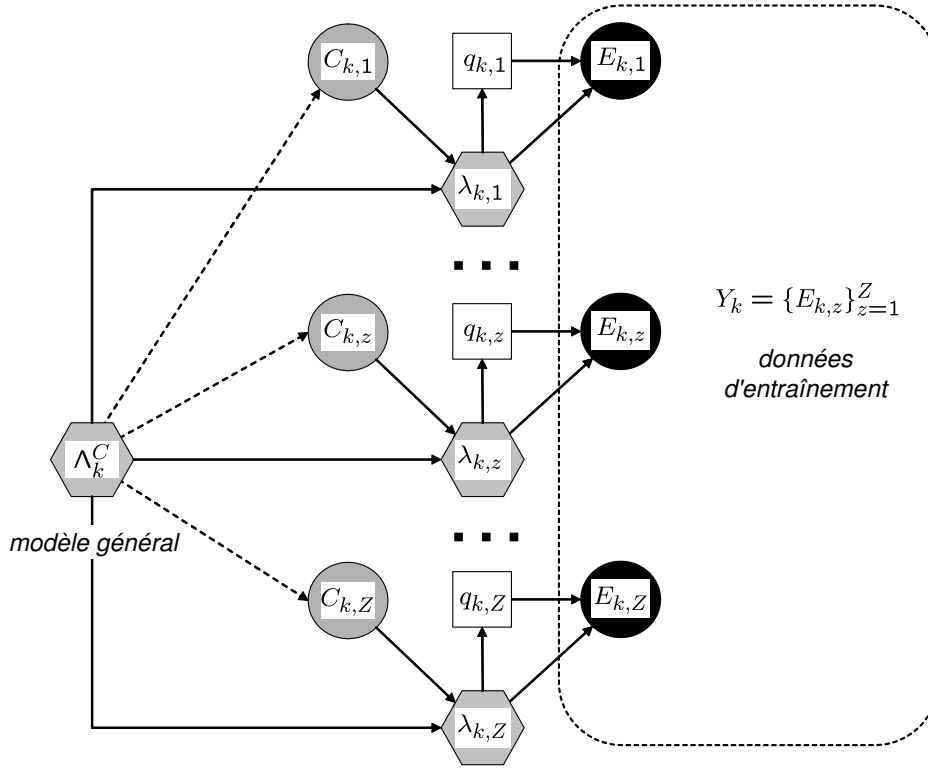 C_{k,1} q_{k,1} E_{k,1}
λ_{k,1}
...
C_{k,z} q_{k,z} E_{k,z}
Y_k = {E_{k,z}}_{z=1}^Z
données
d'entraînement
Λ_k^C
λ_{k,z}
modèle général
...
C_{k,Z} q_{k,Z} E_{k,Z}
λ_{k,Z}